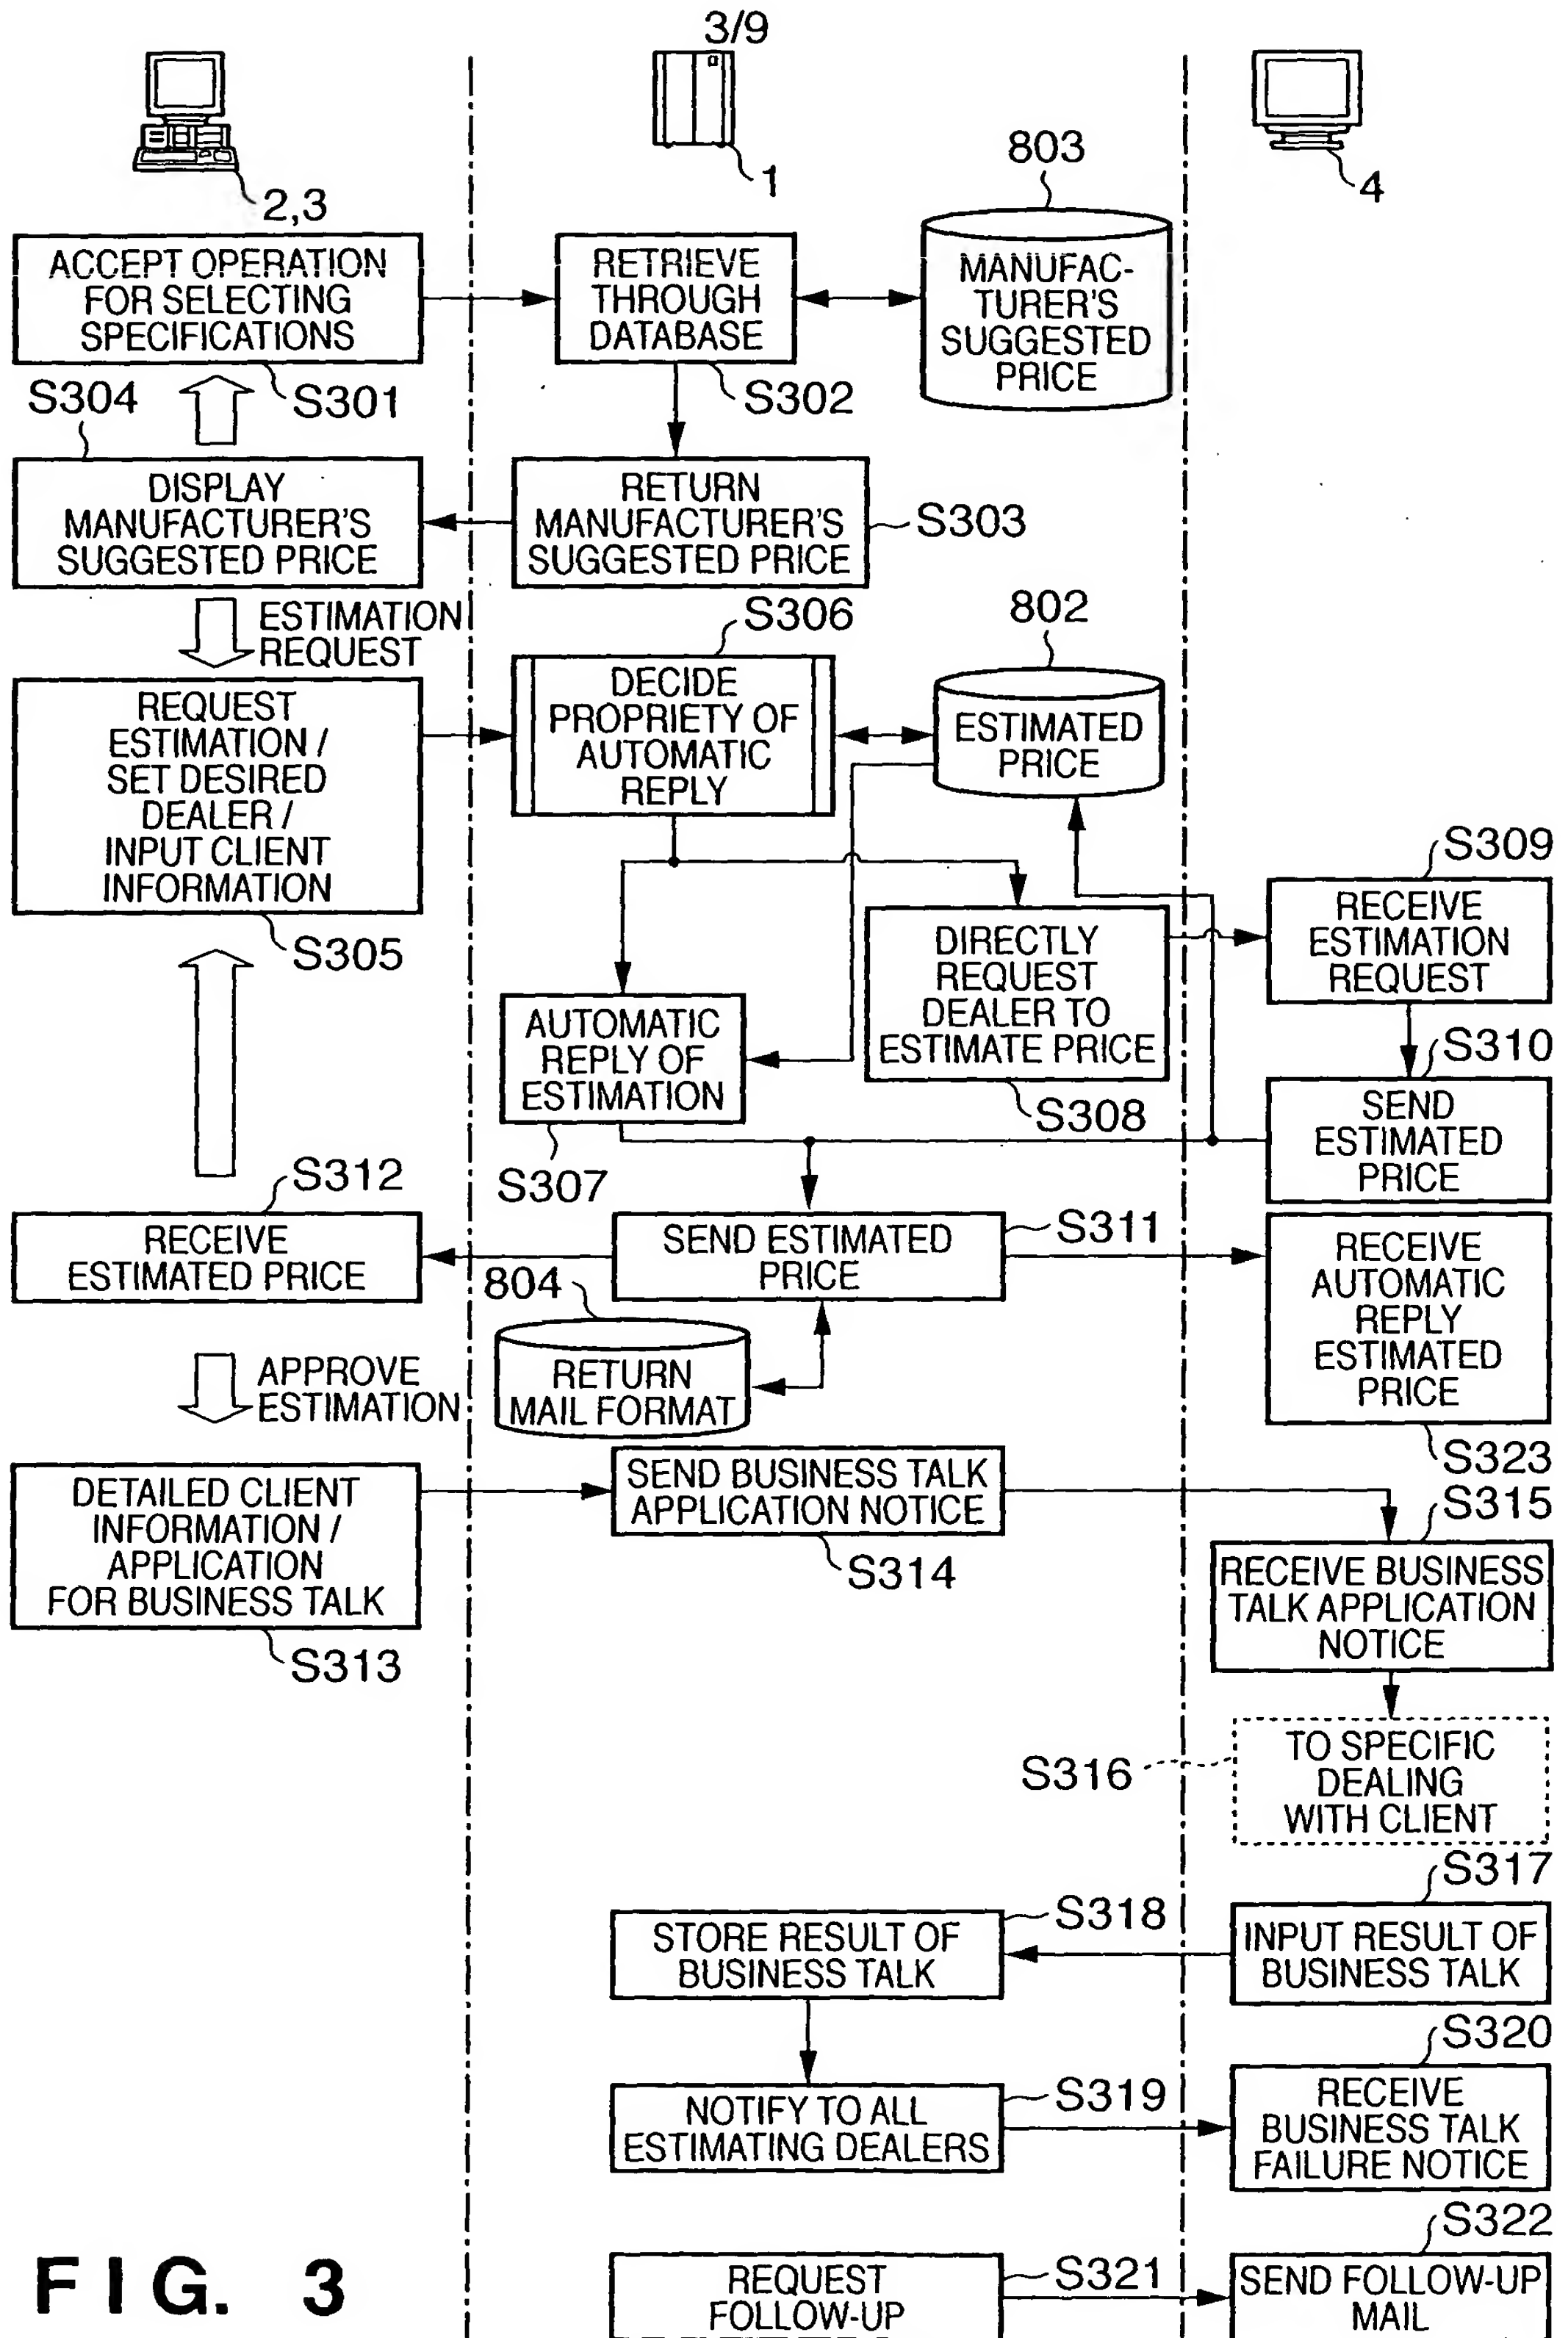 3/9
2,3
1
803
4
ACCEPT OPERATION
FOR SELECTING
SPECIFICATIONS
RETRIEVE
THROUGH
DATABASE
MANUFAC-
TURER'S
SUGGESTED
PRICE
S304
S301
S302
DISPLAY
MANUFACTURER'S
SUGGESTED PRICE
RETURN
MANUFACTURER'S
SUGGESTED PRICE
S303
ESTIMATION
REQUEST
S306
802
REQUEST
ESTIMATION /
SET DESIRED
DEALER /
INPUT CLIENT
INFORMATION
DECIDE
PROPRIETY OF
AUTOMATIC
REPLY
ESTIMATED
PRICE
S305
S309
RECEIVE
ESTIMATION
REQUEST
DIRECTLY
REQUEST
DEALER TO
ESTIMATE PRICE
AUTOMATIC
REPLY OF
ESTIMATION
S310
S308
SEND
ESTIMATED
PRICE
S307
S312
RECEIVE
ESTIMATED PRICE
SEND ESTIMATED
PRICE
S311
RECEIVE
AUTOMATIC
REPLY
ESTIMATED
PRICE
804
RETURN
MAIL FORMAT
APPROVE
ESTIMATION
S323
DETAILED CLIENT
INFORMATION /
APPLICATION
FOR BUSINESS TALK
SEND BUSINESS TALK
APPLICATION NOTICE
S315
S314
RECEIVE BUSINESS
TALK APPLICATION
NOTICE
S313
S316
TO SPECIFIC
DEALING
WITH CLIENT
S317
STORE RESULT OF
BUSINESS TALK
S318
INPUT RESULT OF
BUSINESS TALK
S320
NOTIFY TO ALL
ESTIMATING DEALERS
S319
RECEIVE
BUSINESS TALK
FAILURE NOTICE
S322
REQUEST
FOLLOW-UP
S321
SEND FOLLOW-UP
MAIL
FIG. 3